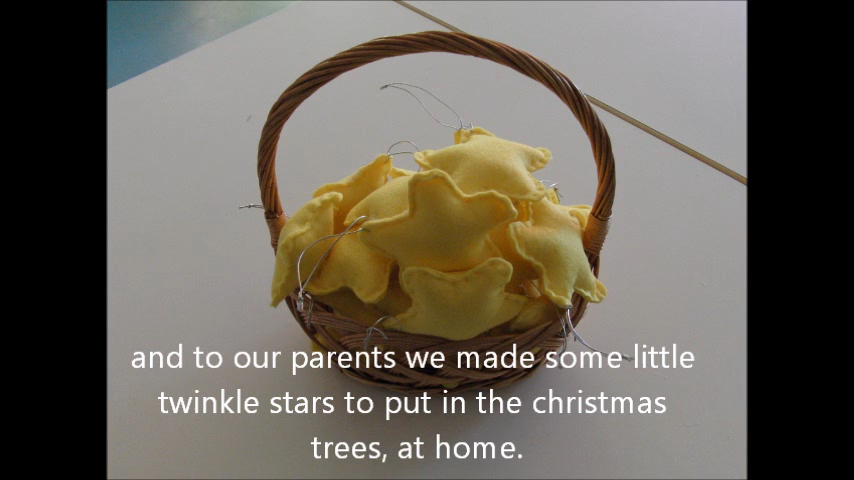 and to our parents we made some little
twinkle stars to put in the christmas
trees, at home.